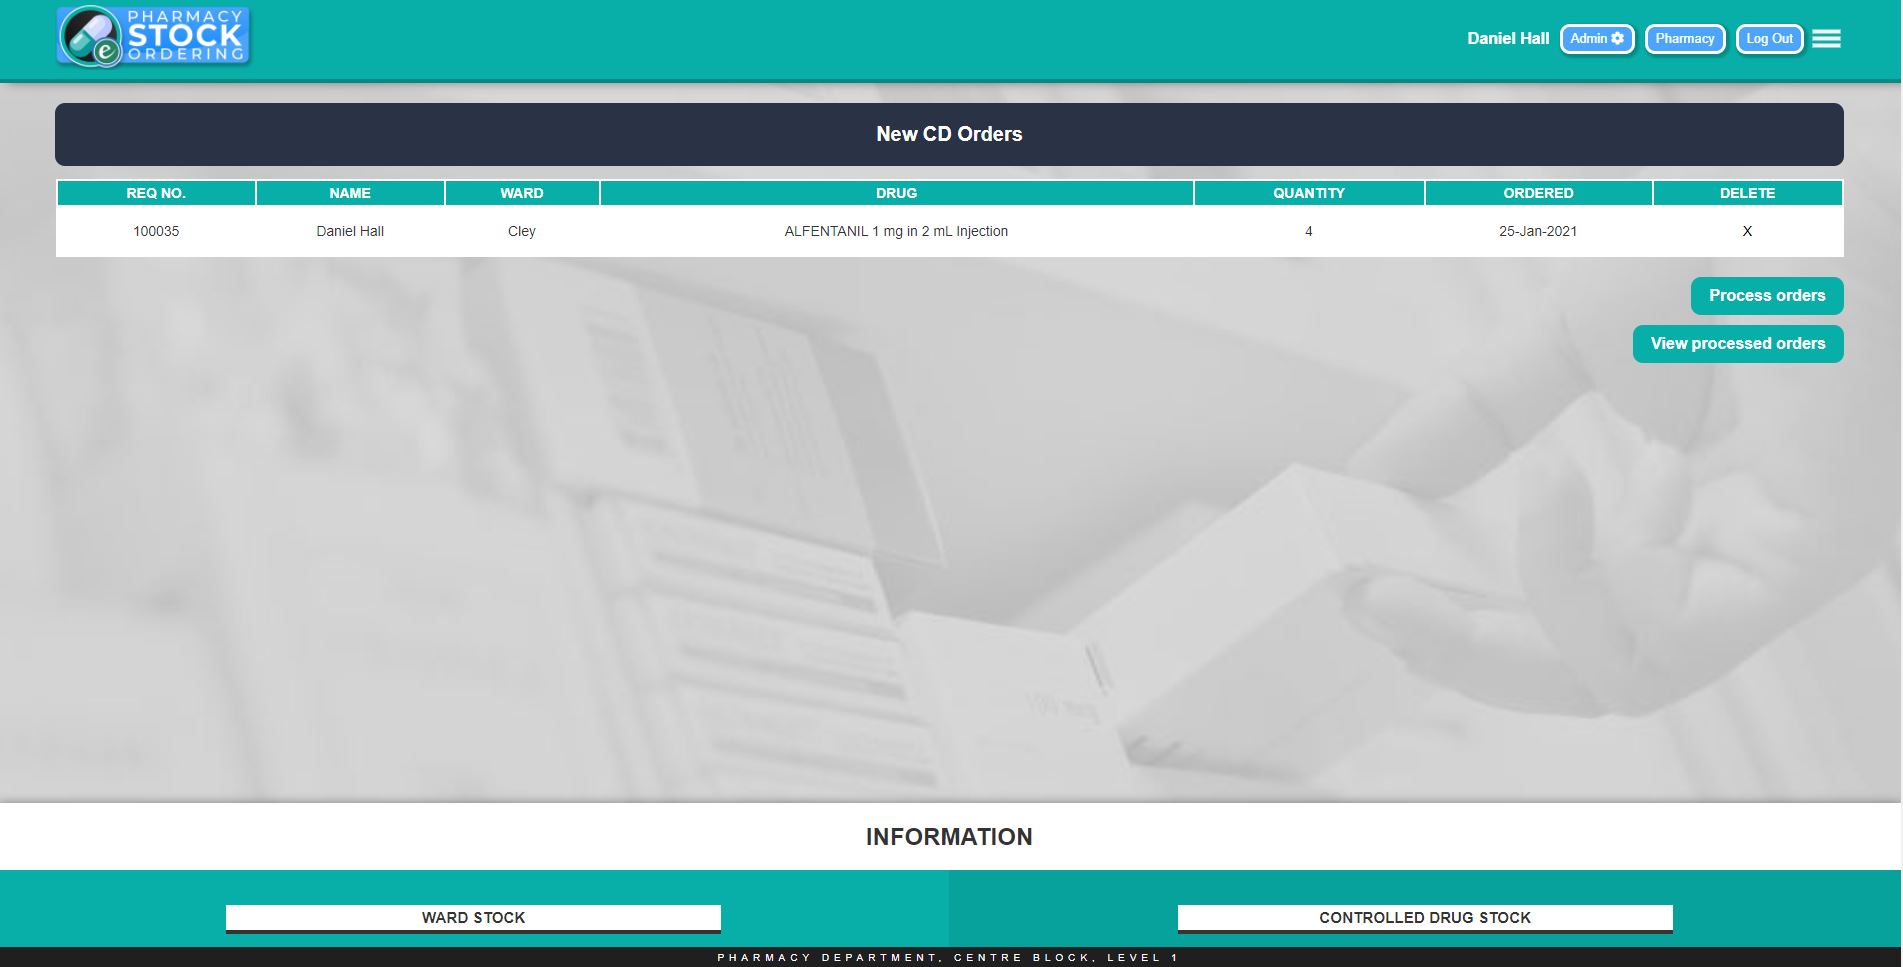 PHARMACY
STOCK
e ORDERING
Daniel Hall Admin Pharmacy Log Out
New CD Orders
REQ NO. NAME WARD DRUG QUANTITY ORDERED DELETE
100035 Daniel Hall Cley ALFENTANIL 1 mg in 2 mL Injection 4 25-Jan-2021 X
Process orders
View processed orders
INFORMATION
WARD STOCK CONTROLLED DRUG STOCK
PHARMACY DEPARTMENT, CENTRE BLOCK, LEVEL 1